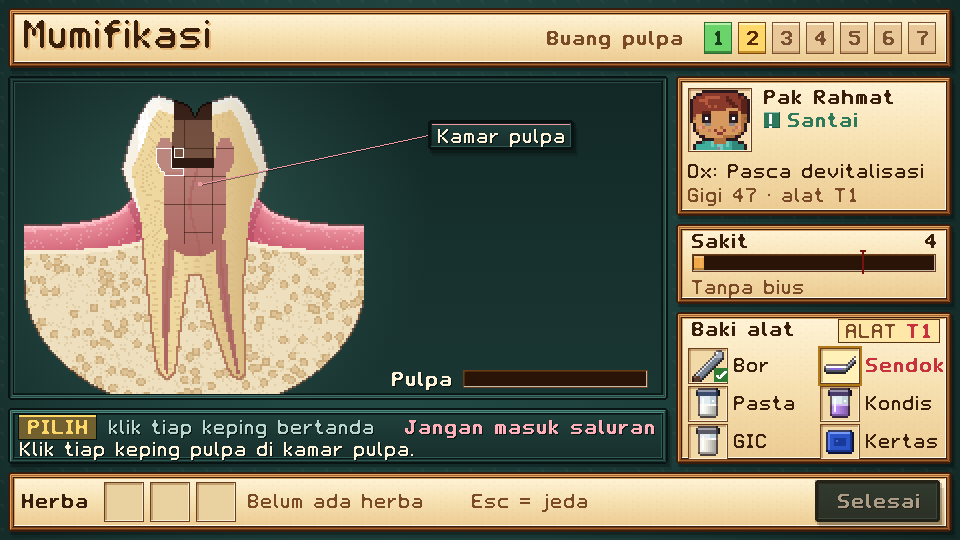 Mumifikasi
Buang pulpa 1 2 3 4 5 6 7
Kamar pulpa
Pulpa
Pak Rahmat
Santai
Dx: Pasca devitalisasi
Gigi 47 · alat T1
Sakit 4
Tanpa bius
Baki alat ALAT T1
Bor Sendok
Pasta Kondis
GIC Kertas
PILIH klik tiap keping bertanda Jangan masuk saluran
Klik tiap keping pulpa di kamar pulpa.
Herba Belum ada herba Esc = jeda Selesai